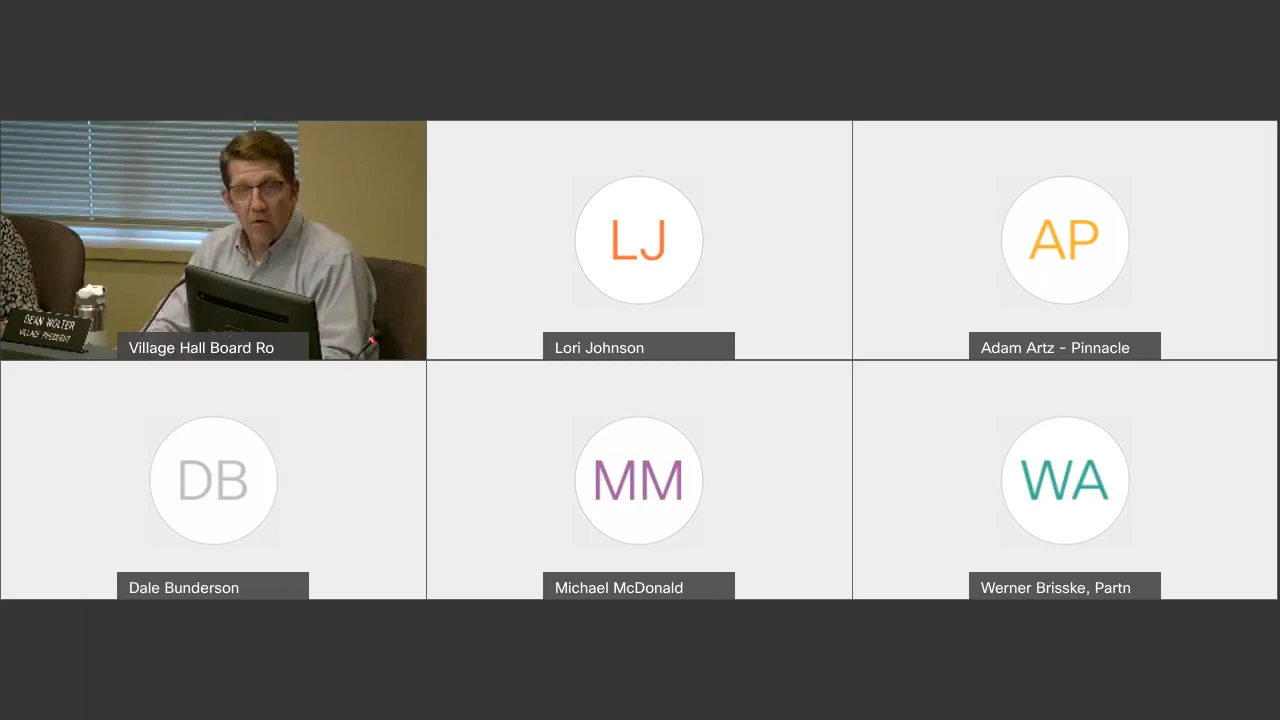 DEAN WOLTER
VILLAGE PRESIDENT
Village Hall Board Ro
LJ
Lori Johnson
AP
Adam Artz - Pinnacle
DB
Dale Bunderson
MM
Michael McDonald
WA
Werner Brisske, Partn